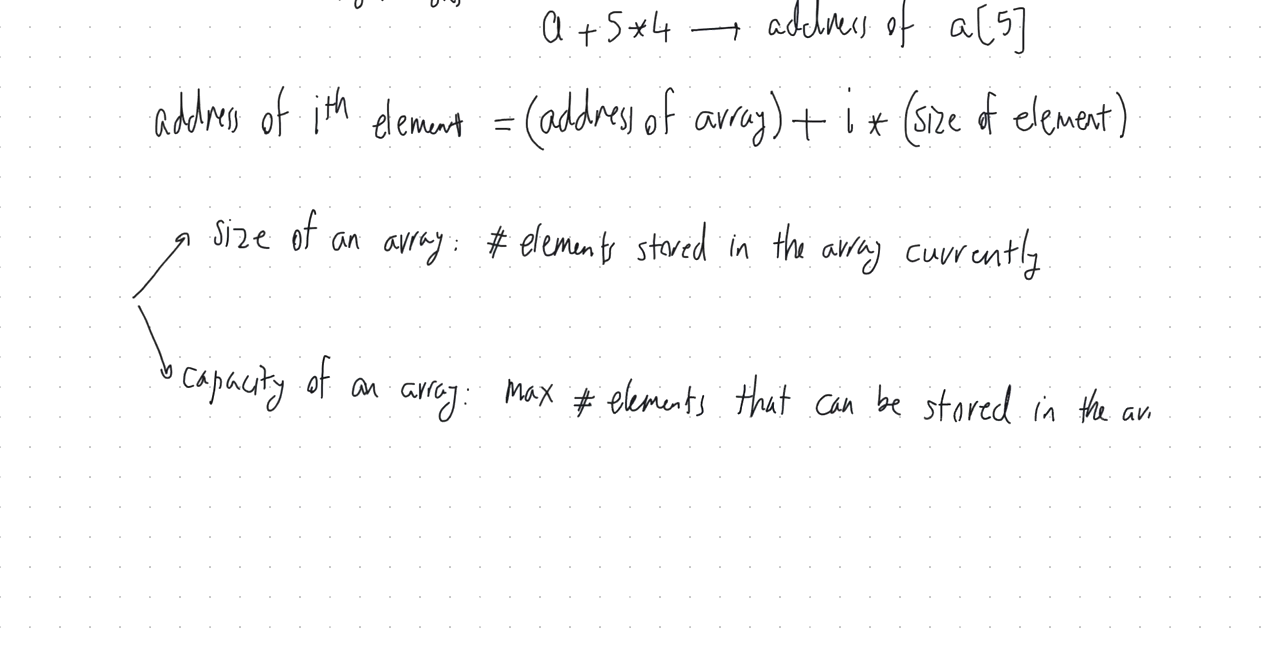 a + 5*4 → address of a[5]
address of ith element = (address of array) + i * (size of element)
size of an array: # elements stored in the array currently
capacity of an array: max # elements that can be stored in the